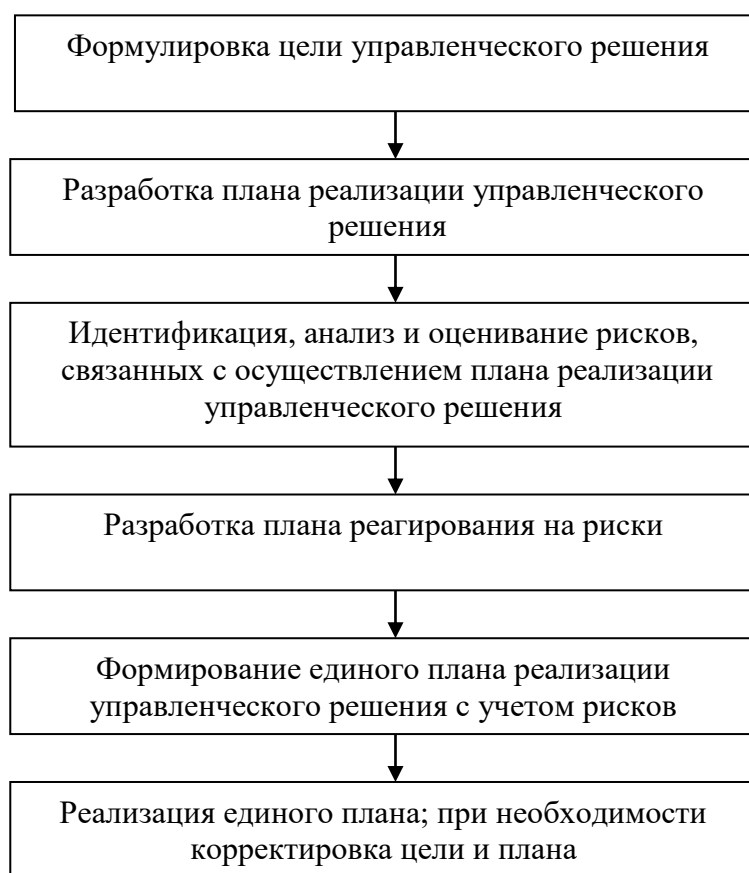 Формулировка цели управленческого решения
Разработка плана реализации управленческого
решения
Идентификация, анализ и оценивание рисков,
связанных с осуществлением плана реализации
управленческого решения
Разработка плана реагирования на риски
Формирование единого плана реализации
управленческого решения с учетом рисков
Реализация единого плана; при необходимости
корректировка цели и плана